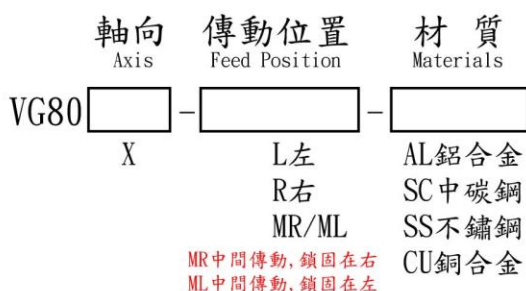 軸向 傳動位置 材質
Axis Feed Position Materials
VG80 - -
X L左 AL鋁合金
R右 SC中碳鋼
MR/ML SS不鏽鋼
MR中間傳動,鎖固在右 CU銅合金
ML中間傳動,鎖固在左